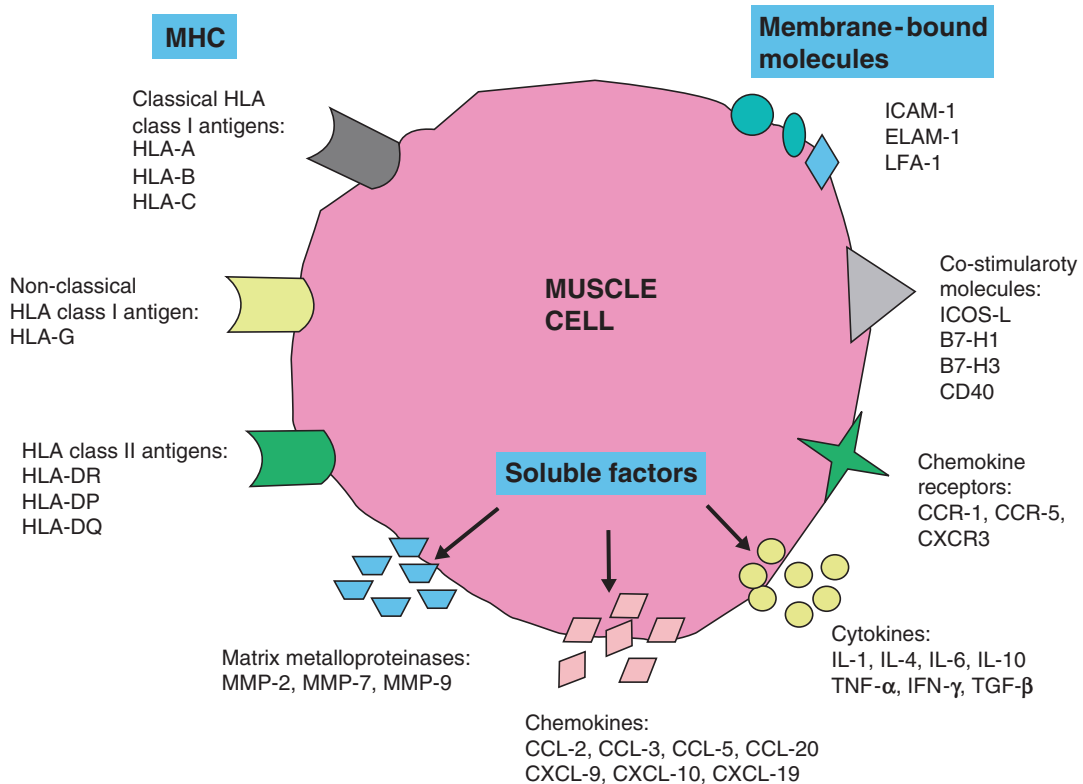 MHC
Classical HLA
class I antigens:
HLA-A
HLA-B
HLA-C
Non-classical
HLA class I antigen:
HLA-G
HLA class II antigens:
HLA-DR
HLA-DP
HLA-DQ
Membrane-bound
molecules
ICAM-1
ELAM-1
LFA-1
MUSCLE
CELL
Co-stimularoty
molecules:
ICOS-L
B7-H1
B7-H3
CD40
Chemokine
receptors:
CCR-1, CCR-5,
CXCR3
Soluble factors
Matrix metalloproteinases:
MMP-2, MMP-7, MMP-9
Chemokines:
CCL-2, CCL-3, CCL-5, CCL-20
CXCL-9, CXCL-10, CXCL-19
Cytokines:
IL-1, IL-4, IL-6, IL-10
TNF-α, IFN-γ, TGF-β